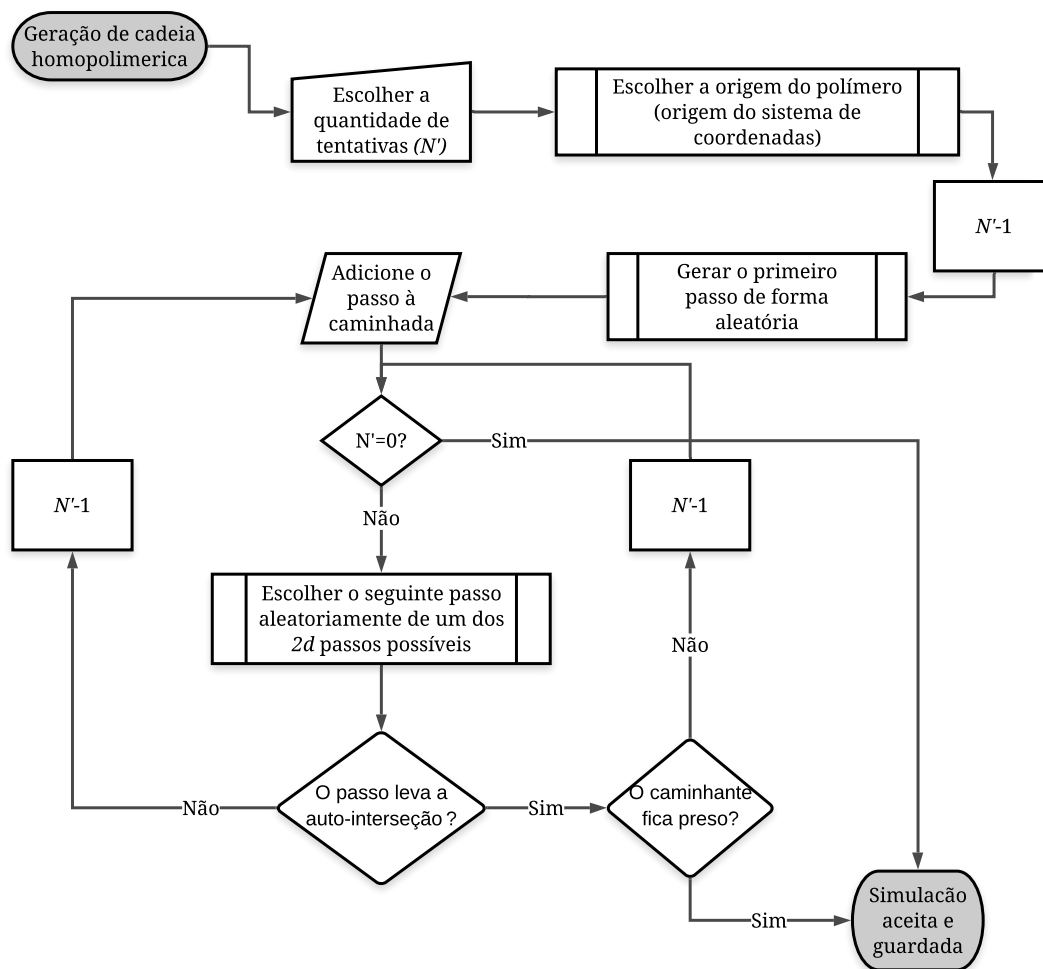 Geração de cadeia
homopolimerica
Escolher a
quantidade de
tentativas (N')
Escolher a origem do polímero
(origem do sistema de
coordenadas)
N'-1
Gerar o primeiro
passo de forma
aleatória
Adicione o
passo à
caminhada
N'=0?
Sim
Não
N'-1
N'-1
Escolher o seguinte passo
aleatoriamente de um dos
2d passos possíveis
Não
O passo leva a
auto-interseção ?
Não
Sim
O caminhante
fica preso?
Sim
Simulacão
aceita e
guardada